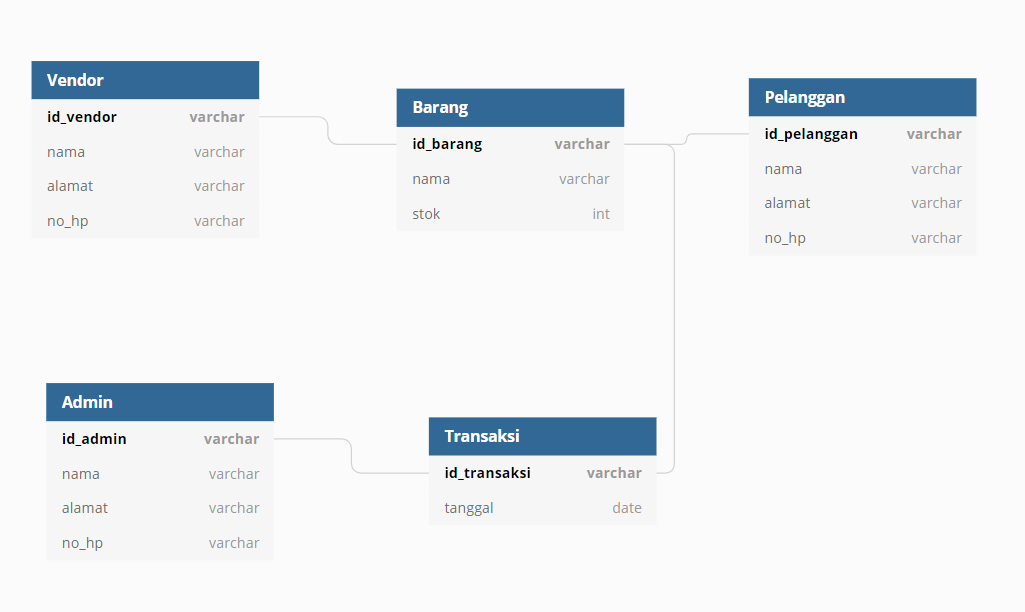 Vendor
id_vendor varchar
nama varchar
alamat varchar
no_hp varchar
Barang
id_barang varchar
nama varchar
stok int
Pelanggan
id_pelanggan varchar
nama varchar
alamat varchar
no_hp varchar
Admin
id_admin varchar
nama varchar
alamat varchar
no_hp varchar
Transaksi
id_transaksi varchar
tanggal date